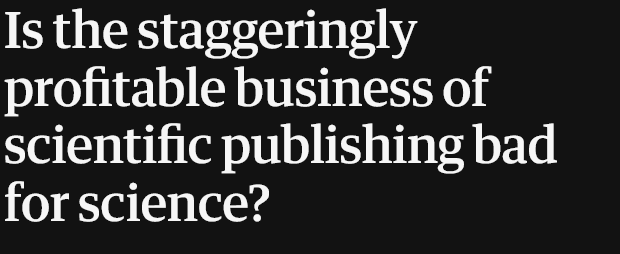 Is the staggeringly
profitable business of
scientific publishing bad
for science?